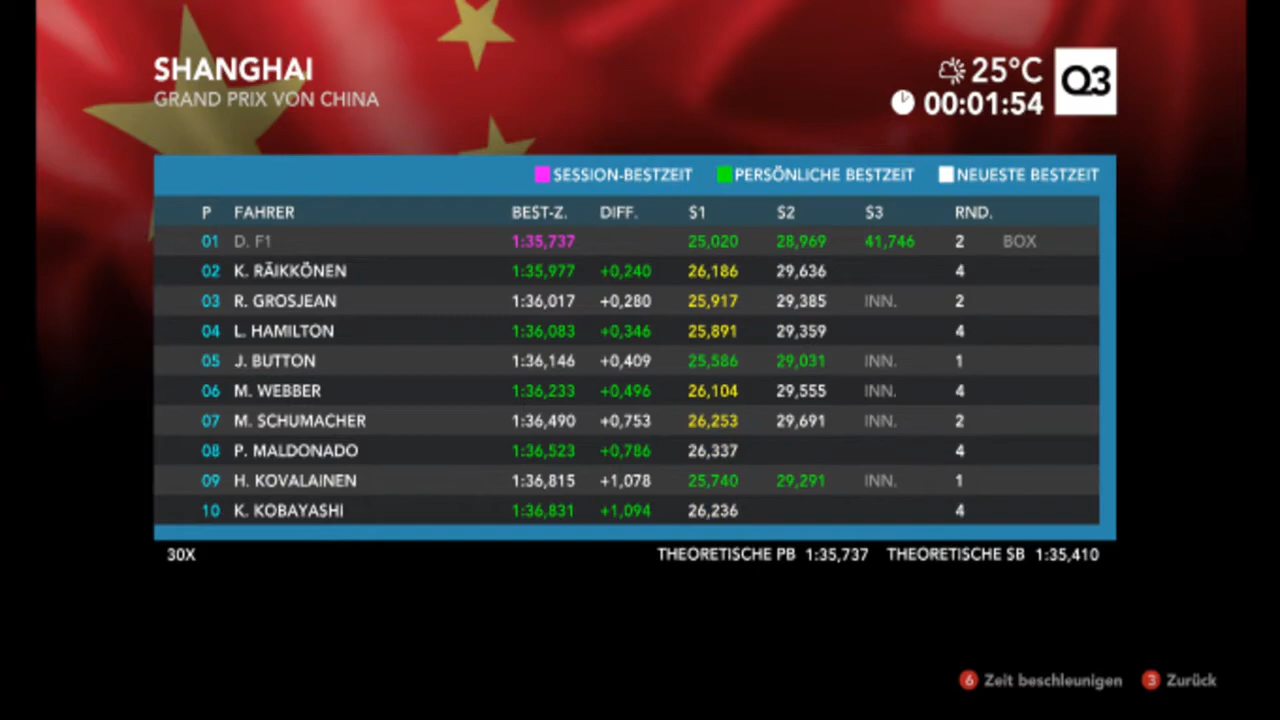 SHANGHAI
GRAND PRIX VON CHINA
25°C
00:01:54
Q3
SESSION-BESTZEIT PERSÖNLICHE BESTZEIT NEUESTE BESTZEIT
P FAHRER BEST-Z. DIFF. S1 S2 S3 RND.
01 D. F1 1:35,737 25,020 28,969 41,746 2 BOX
02 K. RÄIKKÖNEN 1:35,977 +0,240 26,186 29,636 4
03 R. GROSJEAN 1:36,017 +0,280 25,917 29,385 INN. 2
04 L. HAMILTON 1:36,083 +0,346 25,891 29,359 4
05 J. BUTTON 1:36,146 +0,409 25,586 29,031 INN. 1
06 M. WEBBER 1:36,233 +0,496 26,104 29,555 INN. 4
07 M. SCHUMACHER 1:36,490 +0,753 26,253 29,691 INN. 2
08 P. MALDONADO 1:36,523 +0,786 26,337 4
09 H. KOVALAINEN 1:36,815 +1,078 25,740 29,291 INN. 1
10 K. KOBAYASHI 1:36,831 +1,094 26,236 4
30X THEORETISCHE PB 1:35,737 THEORETISCHE SB 1:35,410
6 Zeit beschleunigen 3 Zurück